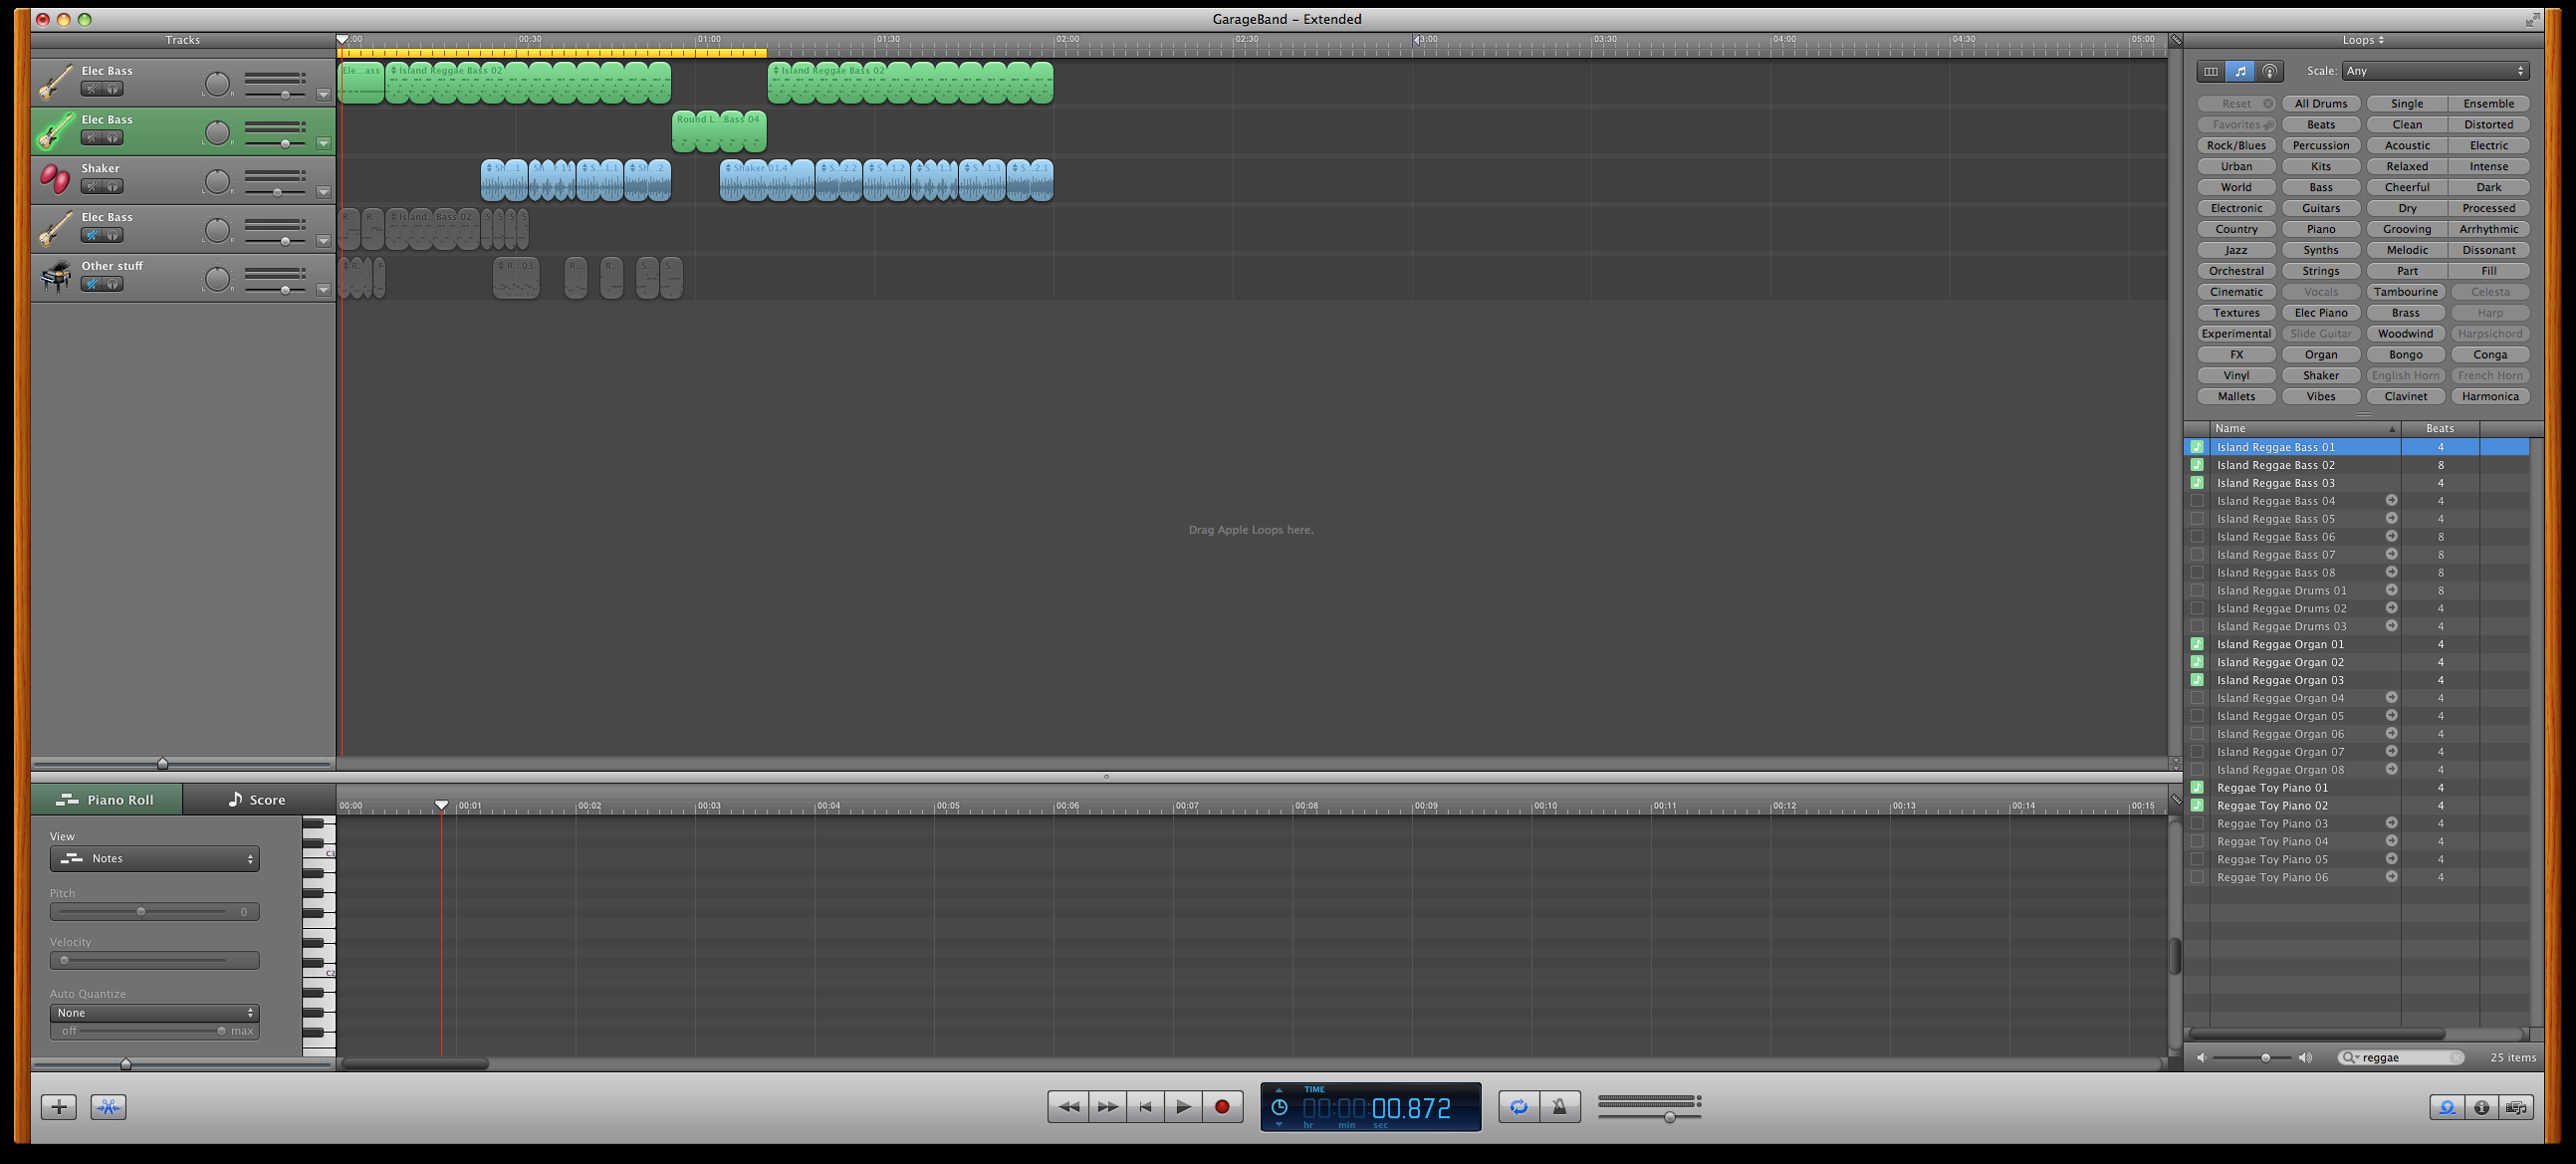 GarageBand – Extended
Tracks
00:30
01:00
01:30
02:00
02:30
03:30
04:00
04:30
05:00
Loops
Elec Bass
Elec Bass
Shaker
Elec Bass
Other stuff
Ele...ass
Island Reggae Bass 02
Island Reggae Bass 02
Round L...Bass 04
Sh...1
S...1.1
Sh...2
Shaker 01.4
S...2.2
S...1.2
S...1.1
S...1.3
S...2.1
R...
R...
Island...Bass 02
S
S
S
S
R...
R...03
R...
R...
S...
S...
Drag Apple Loops here.
Scale: Any
Reset All Drums Single Ensemble
Favorites Beats Clean Distorted
Rock/Blues Percussion Acoustic Electric
Urban Kits Relaxed Intense
World Bass Cheerful Dark
Electronic Guitars Dry Processed
Country Piano Grooving Arrhythmic
Jazz Synths Melodic Dissonant
Orchestral Strings Part Fill
Cinematic Vocals Tambourine Celesta
Textures Elec Piano Brass Harp
Experimental Slide Guitar Woodwind Harpsichord
FX Organ Bongo Conga
Vinyl Shaker English Horn French Horn
Mallets Vibes Clavinet Harmonica
Name Beats
Island Reggae Bass 01 4
Island Reggae Bass 02 8
Island Reggae Bass 03 4
Island Reggae Bass 04 4
Island Reggae Bass 05 4
Island Reggae Bass 06 8
Island Reggae Bass 07 8
Island Reggae Bass 08 8
Island Reggae Drums 01 8
Island Reggae Drums 02 4
Island Reggae Drums 03 4
Island Reggae Organ 01 4
Island Reggae Organ 02 4
Island Reggae Organ 03 4
Island Reggae Organ 04 4
Island Reggae Organ 05 4
Island Reggae Organ 06 4
Island Reggae Organ 07 4
Island Reggae Organ 08 4
Reggae Toy Piano 01 4
Reggae Toy Piano 02 4
Reggae Toy Piano 03 4
Reggae Toy Piano 04 4
Reggae Toy Piano 05 4
Reggae Toy Piano 06 4
reggae
25 items
Piano Roll
Score
00:00
00:01
00:02
00:03
00:04
00:05
00:06
00:07
00:08
00:09
00:10
00:11
00:12
00:13
00:14
00:15
View
Notes
Pitch
0
Velocity
Auto Quantize
None
off max
C3
C2
TIME
00:00:00.872
hr min sec